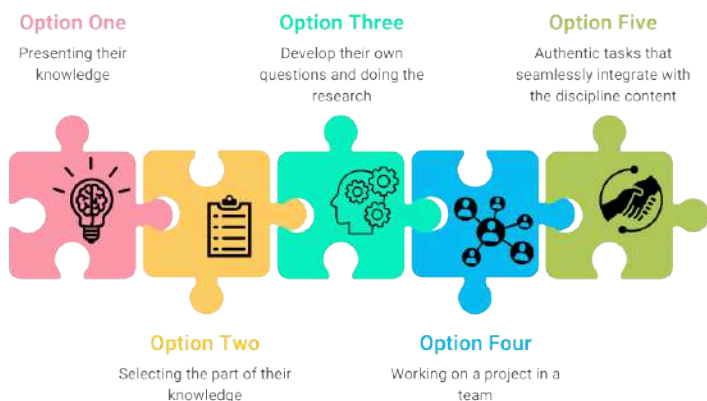 Option One
Presenting their
knowledge
Option Three
Develop their own
questions and doing the
research
Option Five
Authentic tasks that
seamlessly integrate with
the discipline content
Option Two
Selecting the part of their
knowledge
Option Four
Working on a project in a
team